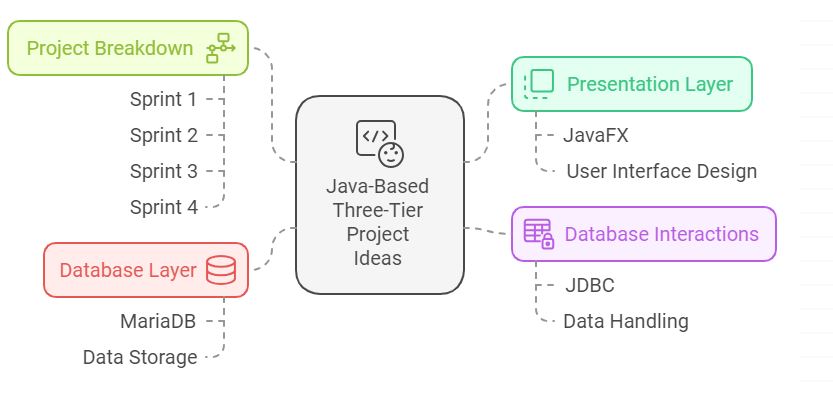 Project Breakdown
Sprint 1
Sprint 2
Sprint 3
Sprint 4
Database Layer
MariaDB
Data Storage
Java-Based
Three-Tier
Project
Ideas
Presentation Layer
JavaFX
User Interface Design
Database Interactions
JDBC
Data Handling